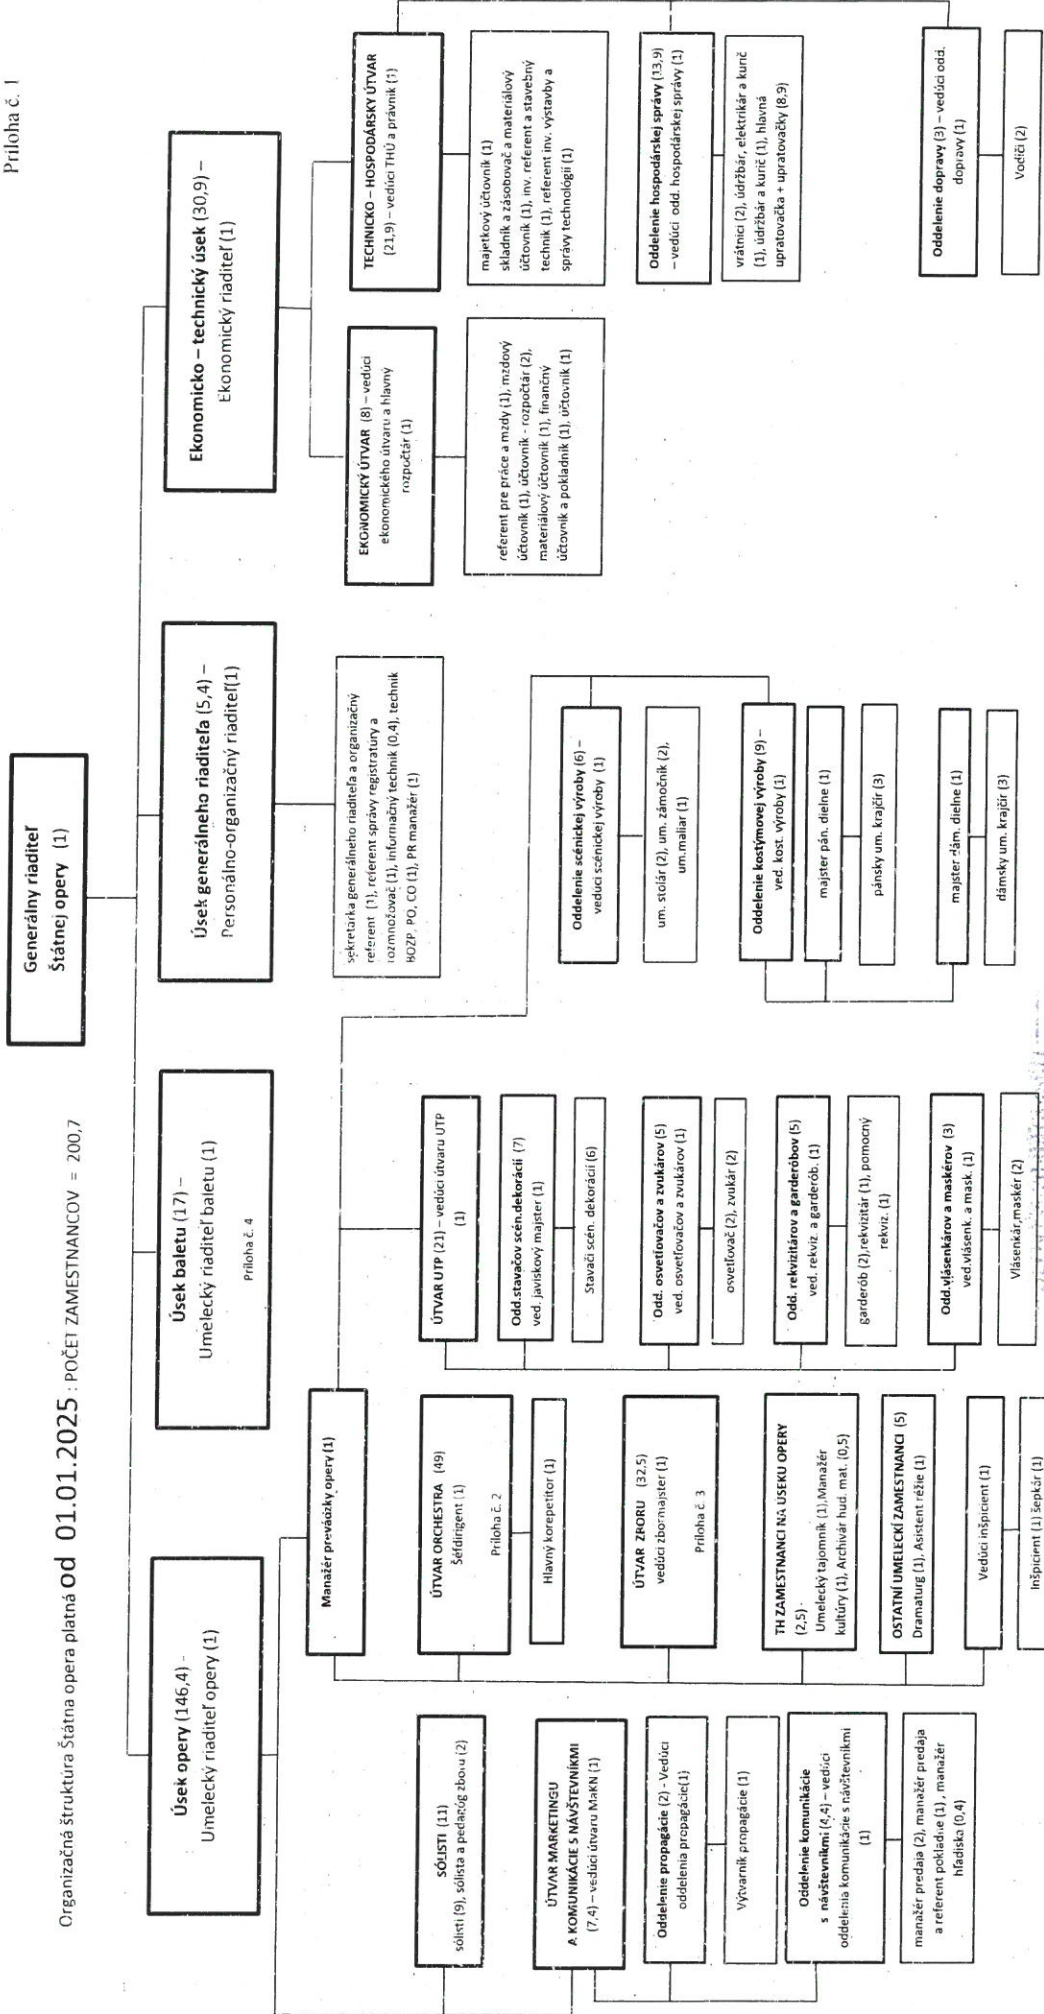 Príloha č. 1
Organizačná štruktúra Štátna opera platná od 01.01.2025 : POČET ZAMESTNANCOV = 200,7
Generálny riaditeľ
Štátnej opery (1)
Úsek opery (146,4) -
Umelecký riaditeľ opery (1)
Úsek baletu (17) –
Umelecký riaditeľ baletu (1)
Príloha č. 4
Úsek generálneho riaditeľa (5,4) –
Personálno-organizačný riaditeľ(1)
Ekonomicko – technický úsek (30,9) –
Ekonomický riaditeľ (1)
SÓLISTI (11)
sólisti (9), sólista a pedagóg zboru (2)
ÚTVAR MARKETINGU
A KOMUNIKÁCIE S NÁVŠTEVNÍKMI
(7,4) – vedúci útvaru MaKN (1)
Oddelenie propagácie (2) - Vedúci
oddelenia propagácie(1)
Výtvarník propagácie (1)
Oddelenie komunikácie
s návštevníkmi (4,4) – vedúci
oddelenia komunikácie s návštevníkmi
(1)
manažér predaja (2), manažér predaja
a referent pokladne (1) , manažér
hľadiska (0,4)
Manažér prevádzky opery (1)
ÚTVAR ORCHESTRA (49)
Šéfdirigent (1)
Príloha č. 2
Hlavný korepetítor (1)
ÚTVAR ZBORU (32,5)
vedúci zbormajster (1)
Príloha č. 3
TH ZAMESTNANCI NA ÚSEKU OPERY
(2,5) -
Umelecký tajomník (1), Manažér
kultúry (1), Archivár hud. mat. (0,5)
OSTATNÍ UMELECKÍ ZAMESTNANCI (5)
Dramaturg (1), Asistent réžie (1)
Vedúci inšpicient (1)
Inšpicient (1) šepkár (1)
ÚTVAR UTP (21) – vedúci útvaru UTP
(1)
Odd.stavačov scén.dekorácií (7)
ved. javiskový majster (1)
Stavači scén. dekorácií (6)
Odd. osvetľovačov a zvukárov (5)
ved. osvetľovačov a zvukárov (1)
osvetľovač (2), zvukár (2)
Odd. rekvizitárov a garderóbov (5)
ved. rekviz. a garderób. (1)
garderób (2),rekvizitár (1), pomocný
rekviz. (1)
Odd.vlásenkárov a maskérov (3)
ved.vlásenk. a mask. (1)
Vlásenkár,maskér (2)
sekretárka generálneho riaditeľa a organizačný
referent (1), referent správy registratúry a
rozmnožovač (1), informačný technik (0,4), technik
BOZP, PO, CO (1), PR manažér (1)
Oddelenie scénickej výroby (6) –
vedúci scénickej výroby (1)
um. stolár (2), um. zámočník (2),
um.maliar (1)
Oddelenie kostýmovej výroby (9) –
ved. kost. výroby (1)
majster pán. dielne (1)
pánsky um. krajčír (3)
majster dám. dielne (1)
dámsky um. krajčír (3)
EKONOMICKÝ ÚTVAR (8) – vedúci
ekonomického útvaru a hlavný
rozpočtár (1)
referent pre práce a mzdy (1), mzdový
účtovník (1), účtovník - rozpočtár (2),
materiálový účtovník (1), finančný
účtovník a pokladník (1), účtovník (1)
TECHNICKO – HOSPODÁRSKY ÚTVAR
(21,9) – vedúci THÚ a právnik (1)
majetkový účtovník (1)
skladník a zásobovač a materiálový
účtovník (1), inv. referent a stavebný
technik (1), referent inv. výstavby a
správy technológií (1)
Oddelenie hospodárskej správy (13,9)
– vedúci odd. hospodárskej správy (1)
vrátnici (2), údržbár, elektrikár a kurič
(1), údržbár a kurič (1), hlavná
upratovačka + upratovačky (8,9)
Oddelenie dopravy (3) – vedúci odd.
dopravy (1)
Vodiči (2)